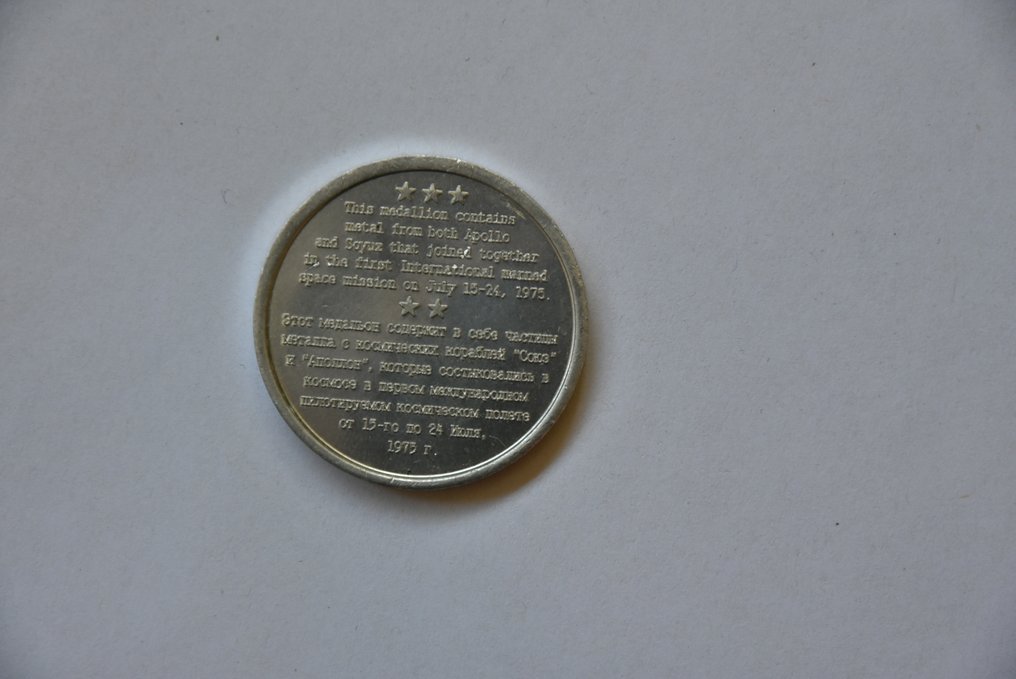 This medallion contains
metal from both Apollo
and Soyuz that joined together
in the first International manned
space mission on July 15-24, 1975.
Этот медальон содержит в себе частицы
металла с космических кораблей "Союз"
и "Аполлон", которые состыковались в
космосе в первом международном
пилотируемом космическом полете
от 15-го по 24 Июля,
1975 г.